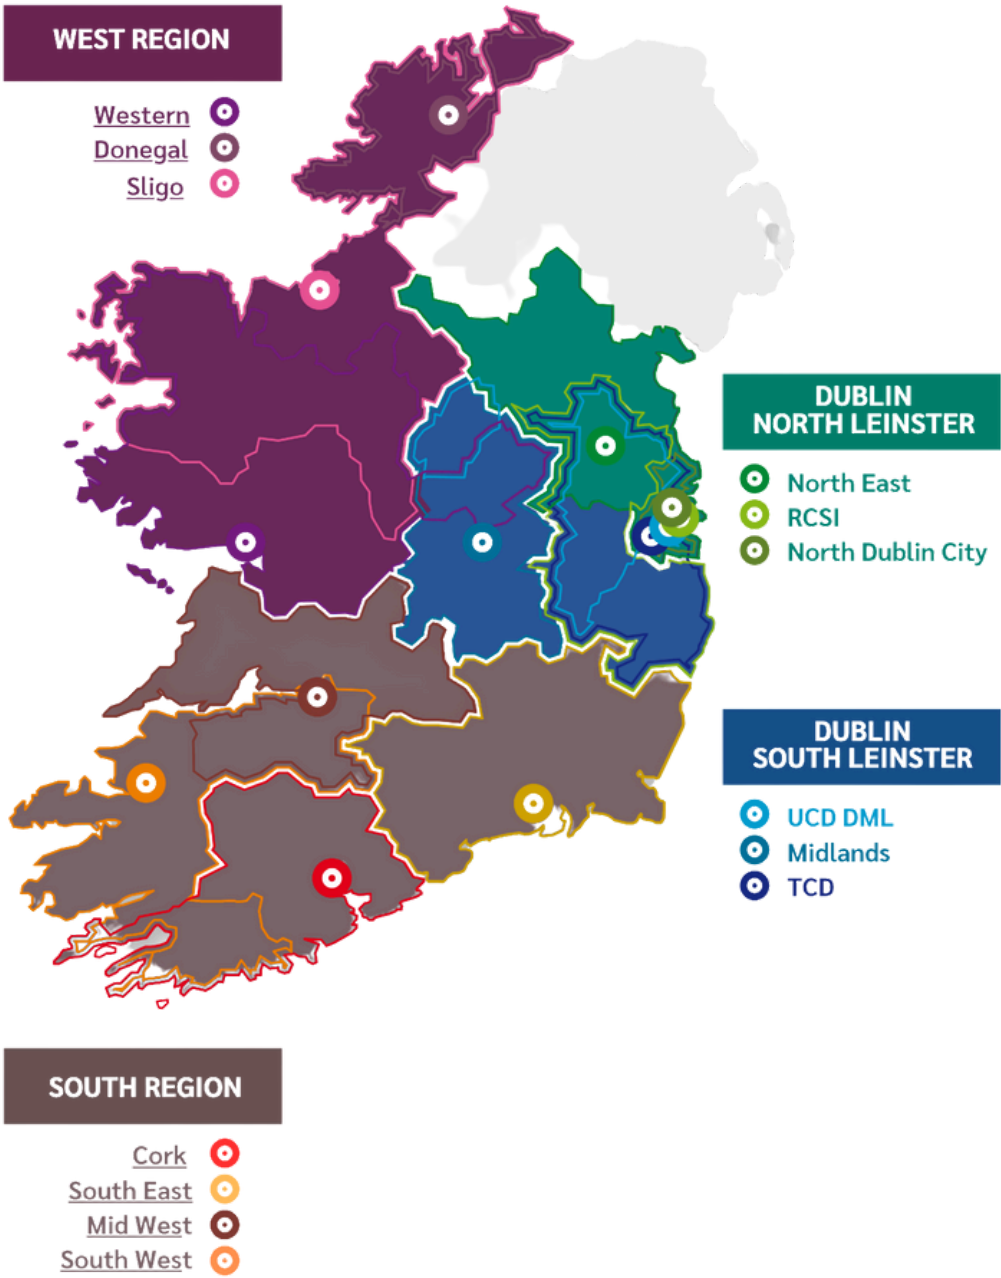 WEST REGION
Western
Donegal
Sligo
DUBLIN
NORTH LEINSTER
North East
RCSI
North Dublin City
DUBLIN
SOUTH LEINSTER
UCD DML
Midlands
TCD
SOUTH REGION
Cork
South East
Mid West
South West